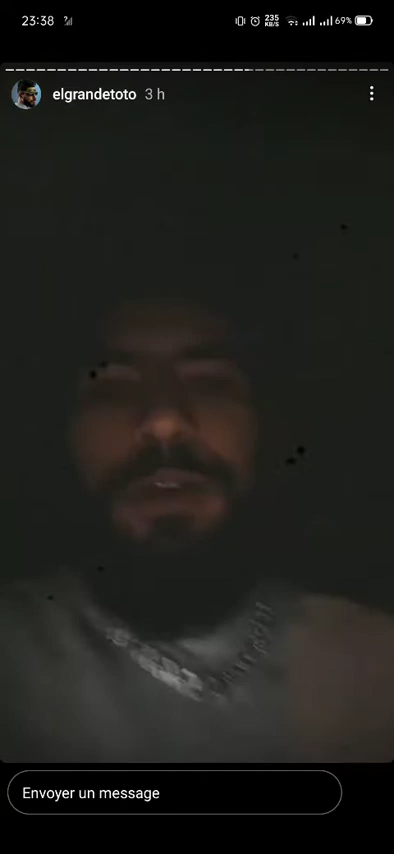 23:38
235
KB/S
69%
elgrandetoto 3 h
Envoyer un message